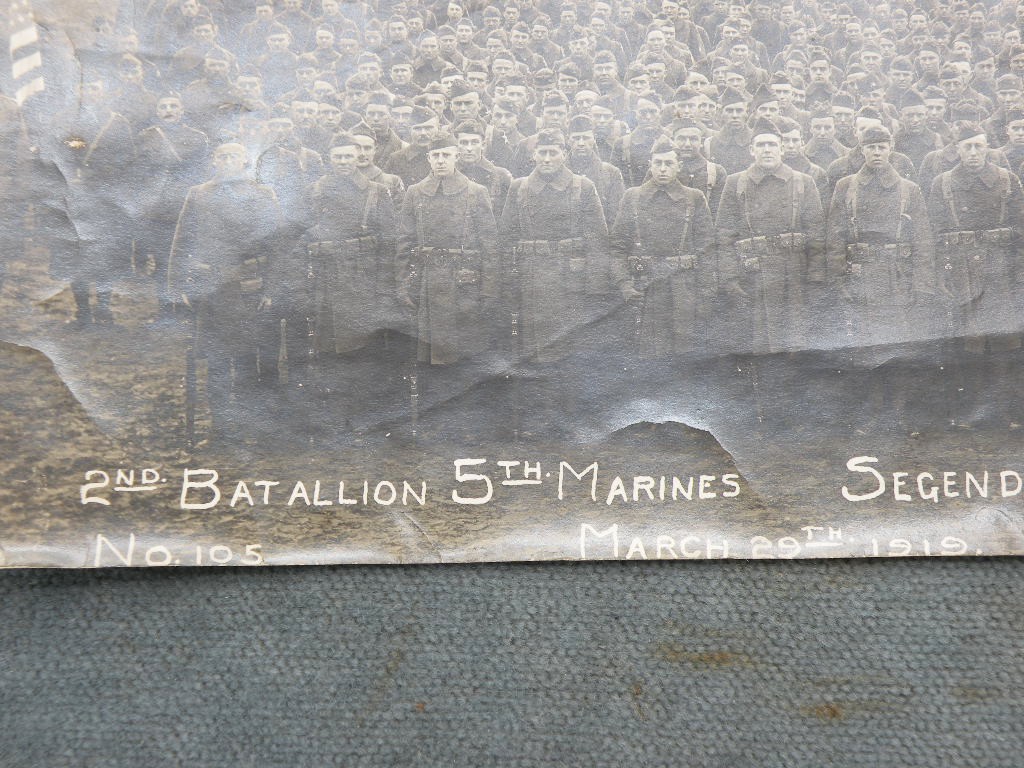 2ND. BATALLION 5TH. MARINES SEGEND
No. 105 MARCH 29TH. 1919.